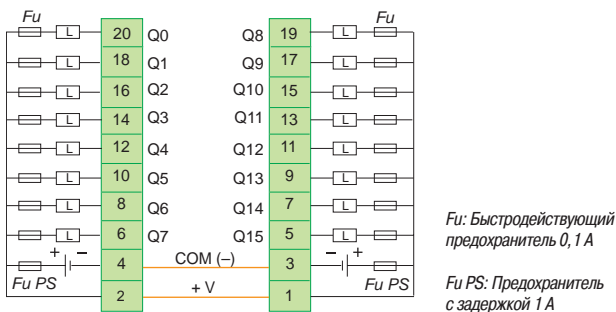 Fu Fu
L 20 Q0 Q8 19 L
L 18 Q1 Q9 17 L
L 16 Q2 Q10 15 L
L 14 Q3 Q11 13 L
L 12 Q4 Q12 11 L
L 10 Q5 Q13 9 L
L 8 Q6 Q14 7 L
L 6 Q7 Q15 5 L
+ – 4 COM (–) 3 – +
Fu PS Fu PS
2 + V 1
Fu: Быстродействующий
предохранитель 0,1 A
Fu PS: Предохранитель
с задержкой 1 A